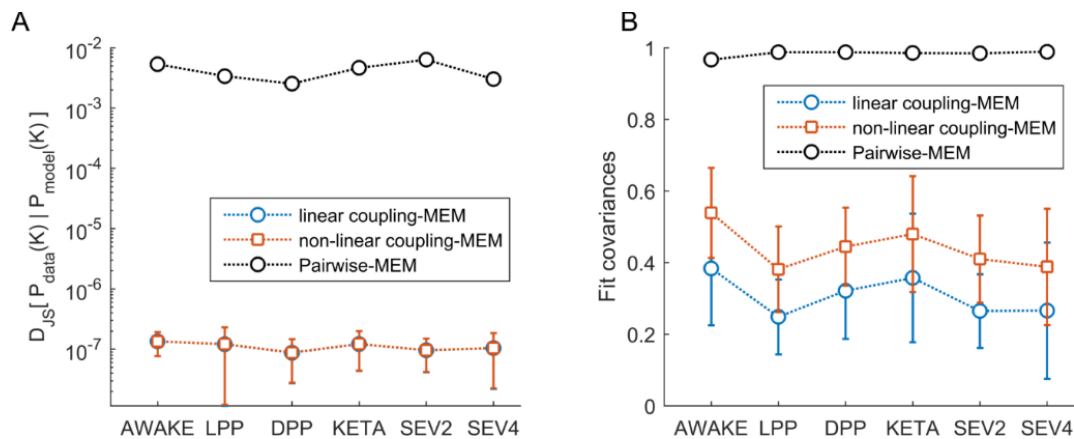 A
D_JS[ P_data(K) | P_model(K) ]
10^-2
10^-3
10^-4
10^-5
10^-6
10^-7
linear coupling-MEM
non-linear coupling-MEM
Pairwise-MEM
AWAKE LPP DPP KETA SEV2 SEV4
B
Fit covariances
1
0.8
0.6
0.4
0.2
0
linear coupling-MEM
non-linear coupling-MEM
Pairwise-MEM
AWAKE LPP DPP KETA SEV2 SEV4